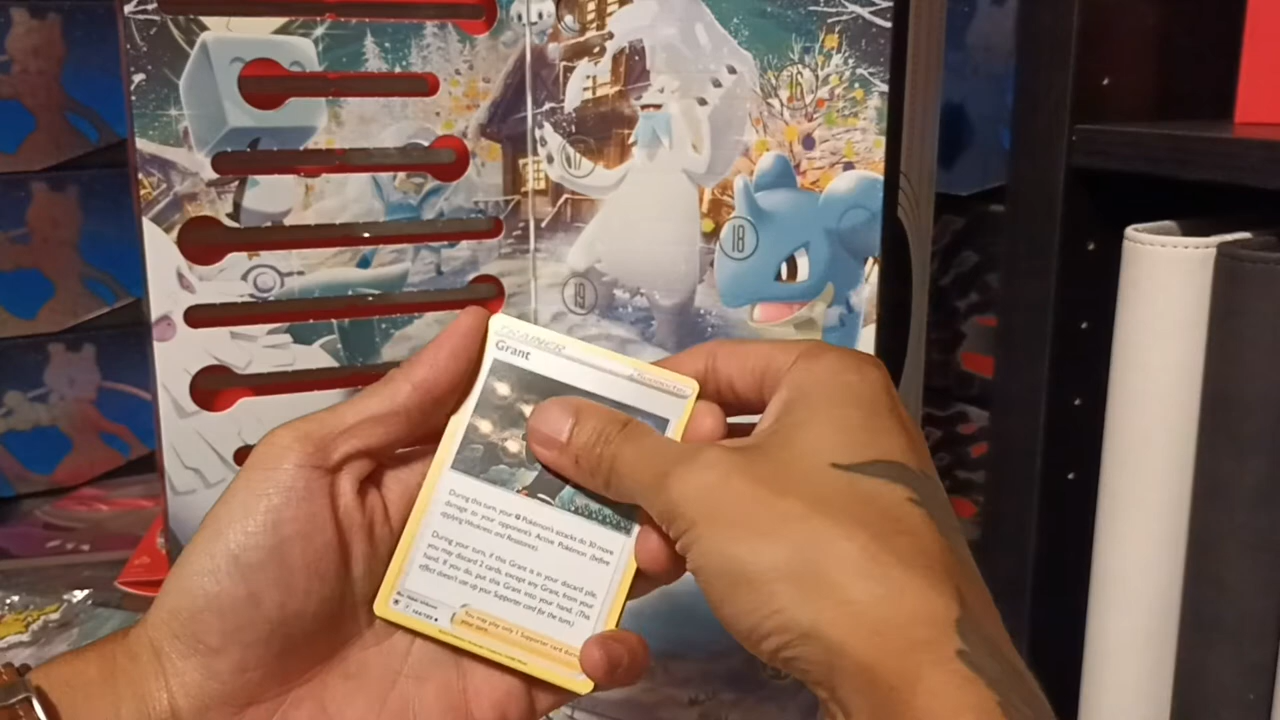 17
18
19
TRAINER
Supporter
Grant
During this turn, your Pokémon's attacks do 30 more
damage to your opponent's Active Pokémon (before
applying Weakness and Resistance).
During your turn, if this Grant is in your discard pile,
you may discard 2 cards, except any Grant, from your
hand. If you do, put this Grant into your hand. (This
effect doesn't use up your Supporter card for the turn.)
144/189
You may play only 1 Supporter card during
your turn.